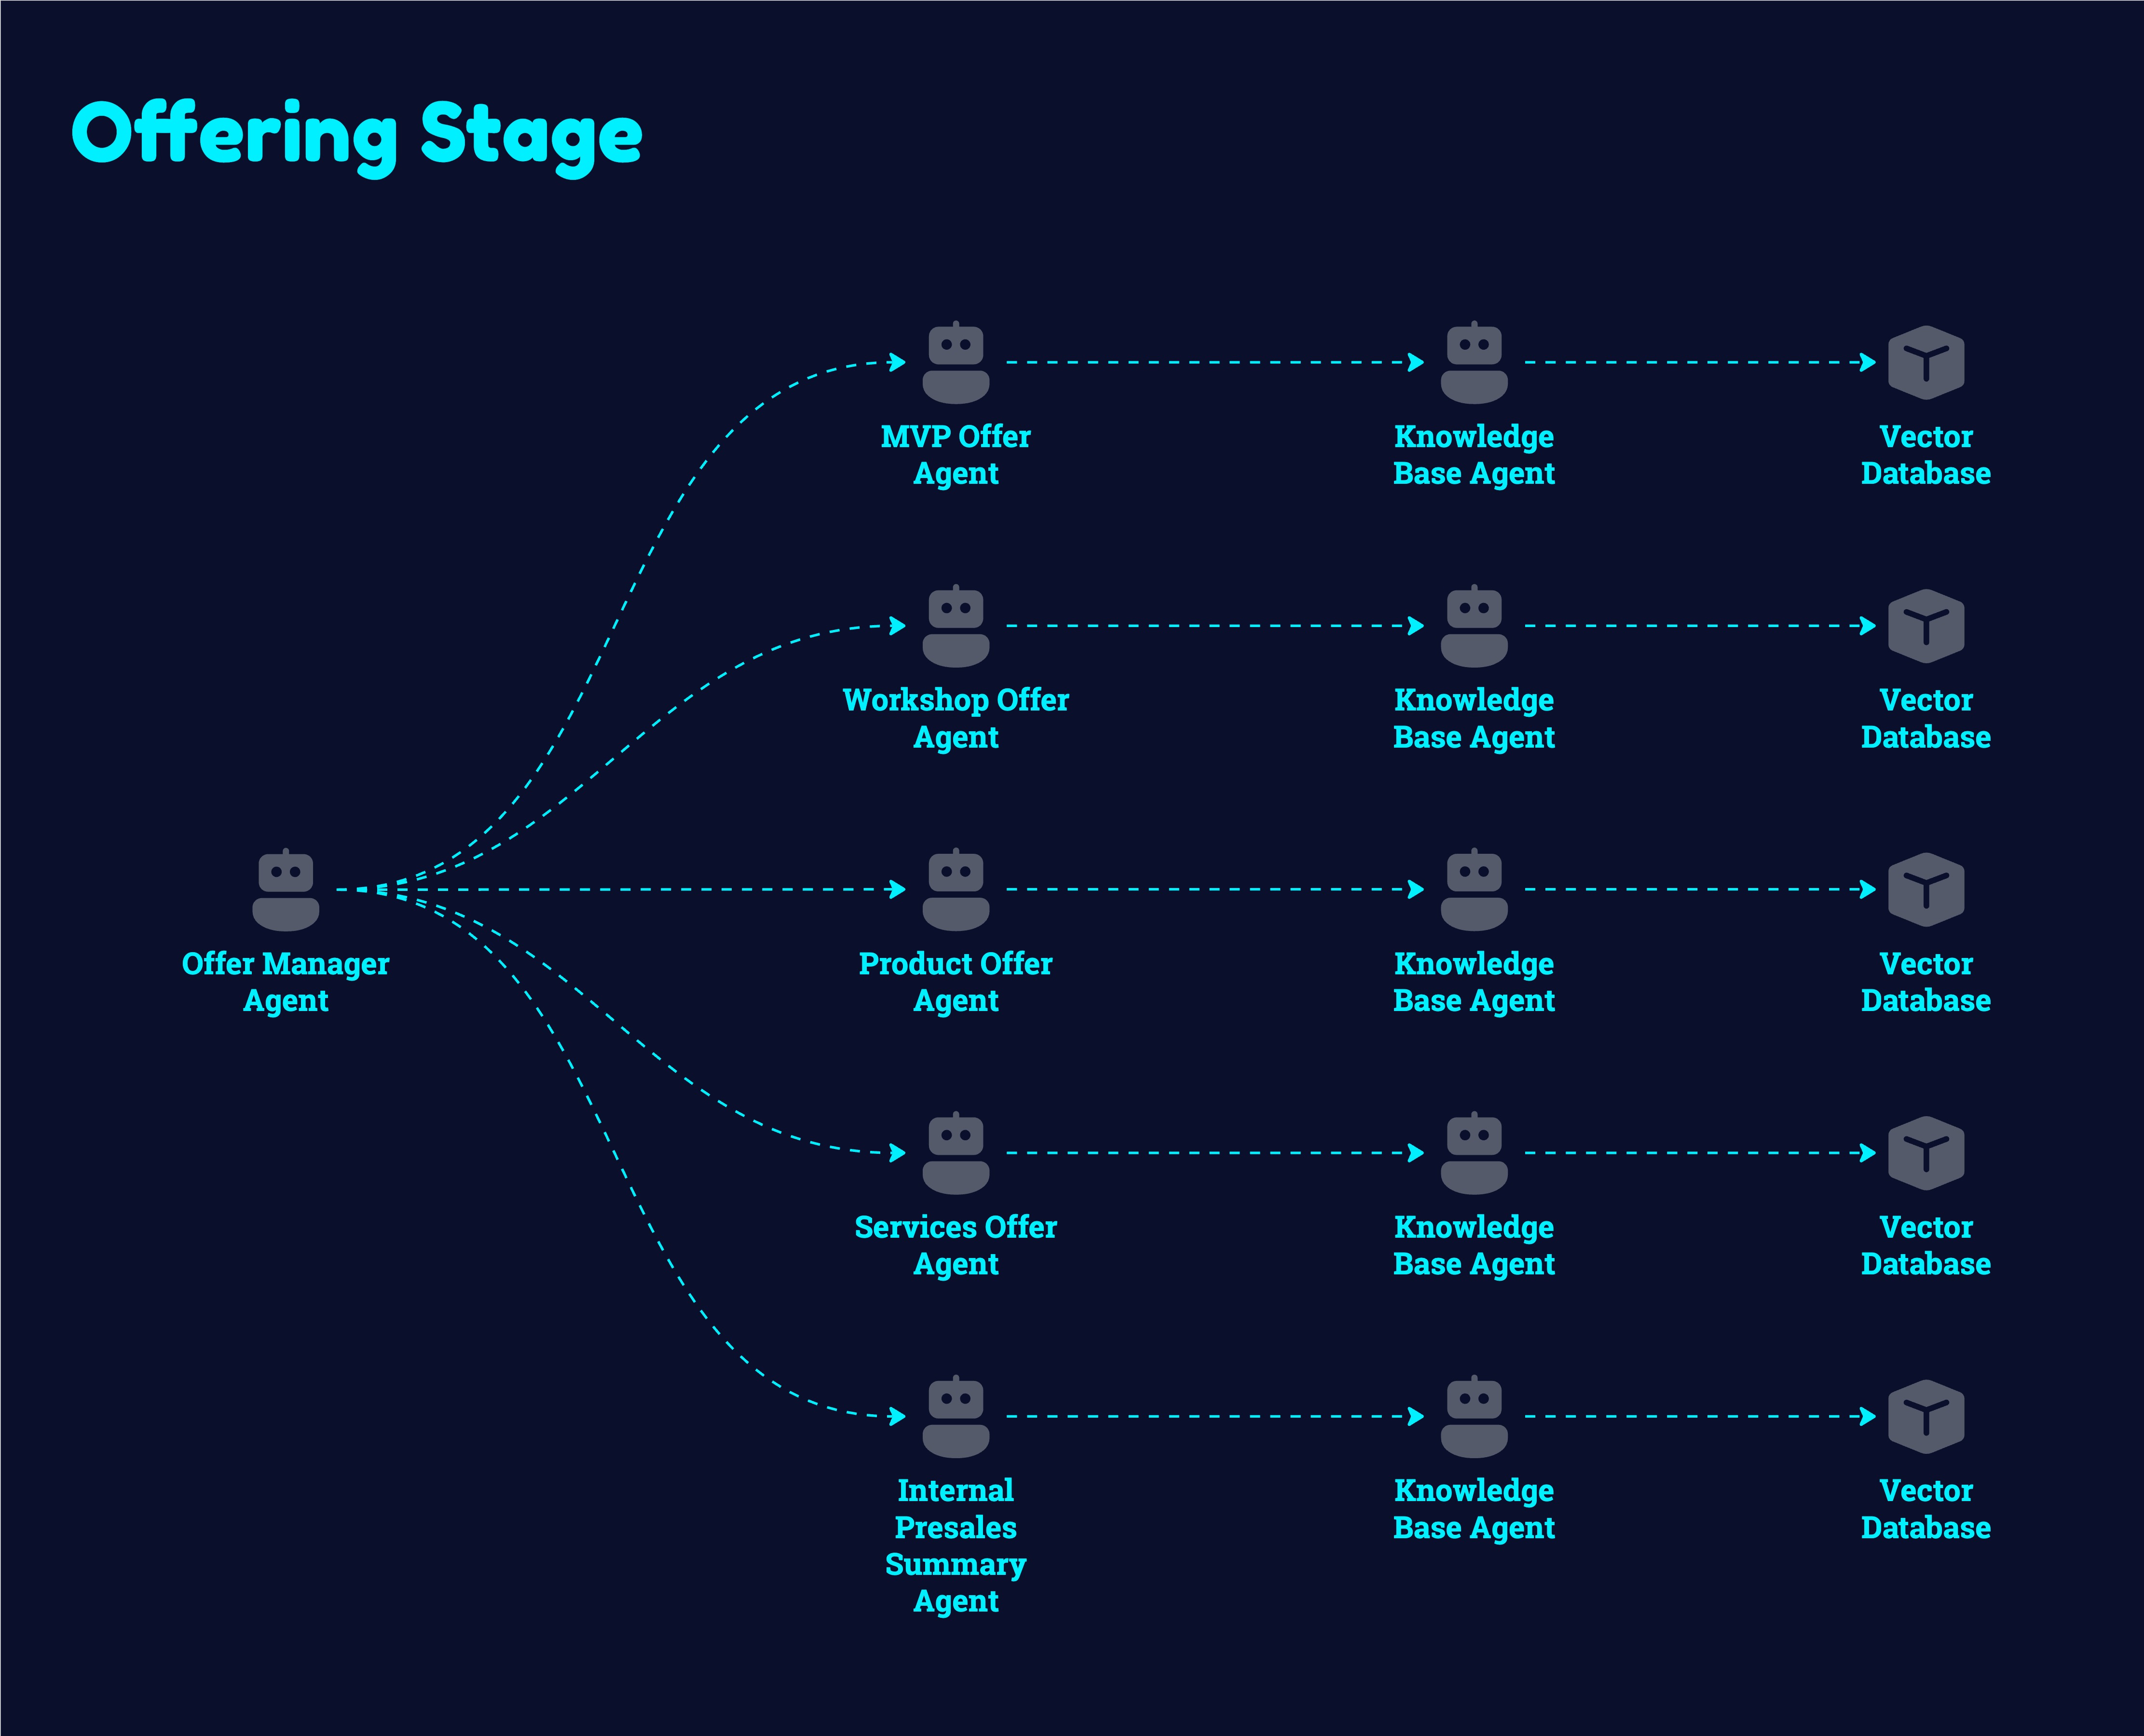 Offering Stage
MVP Offer
Agent
Knowledge
Base Agent
Vector
Database
Workshop Offer
Agent
Knowledge
Base Agent
Vector
Database
Offer Manager
Agent
Product Offer
Agent
Knowledge
Base Agent
Vector
Database
Services Offer
Agent
Knowledge
Base Agent
Vector
Database
Internal
Presales
Summary
Agent
Knowledge
Base Agent
Vector
Database